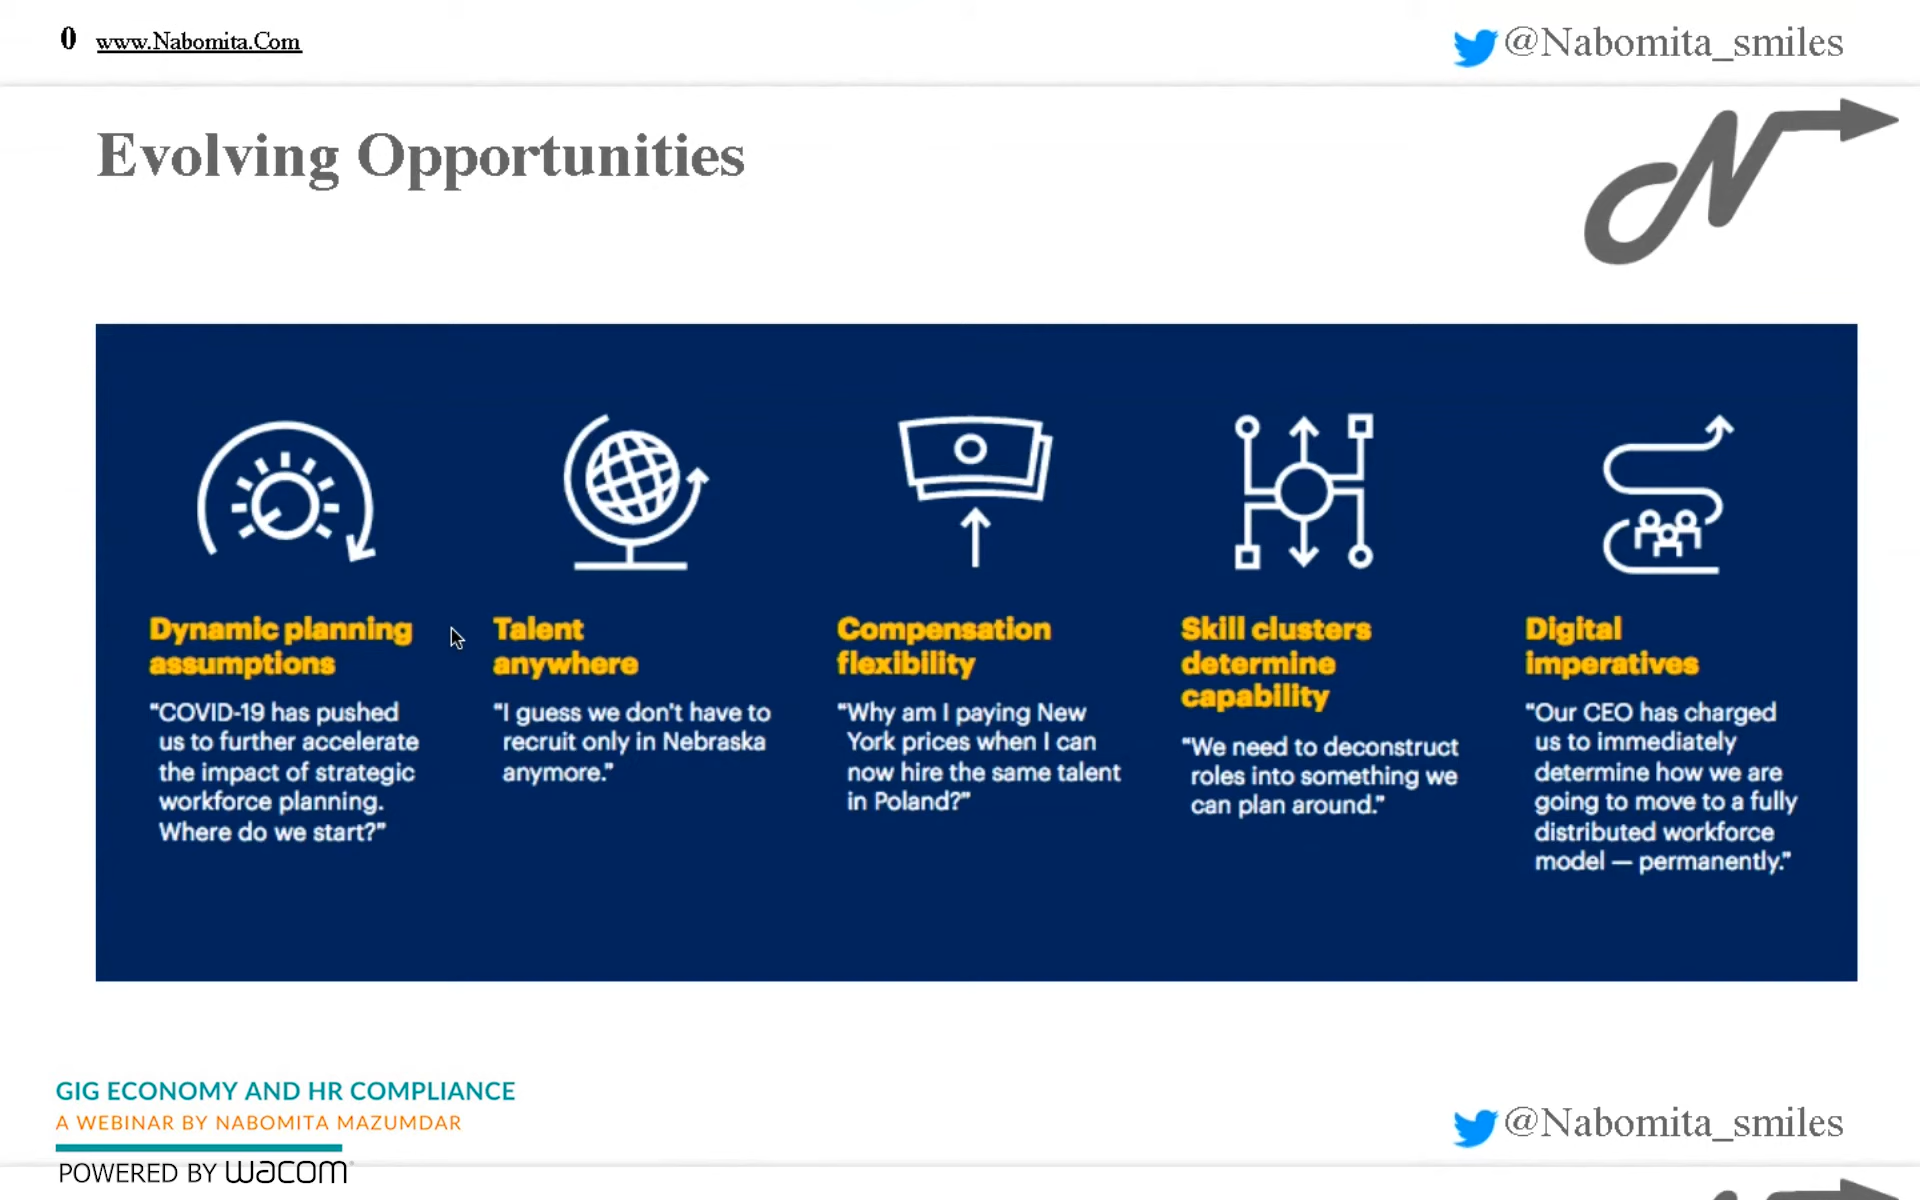 0 www.Nabomita.Com
@Nabomita_smiles
Evolving Opportunities
Dynamic planning
assumptions
“COVID-19 has pushed
us to further accelerate
the impact of strategic
workforce planning.
Where do we start?”
Talent
anywhere
“I guess we don't have to
recruit only in Nebraska
anymore.”
Compensation
flexibility
“Why am I paying New
York prices when I can
now hire the same talent
in Poland?”
Skill clusters
determine
capability
“We need to deconstruct
roles into something we
can plan around.”
Digital
imperatives
“Our CEO has charged
us to immediately
determine how we are
going to move to a fully
distributed workforce
model — permanently.”
GIG ECONOMY AND HR COMPLIANCE
A WEBINAR BY NABOMITA MAZUMDAR
POWERED BY wacom
@Nabomita_smiles